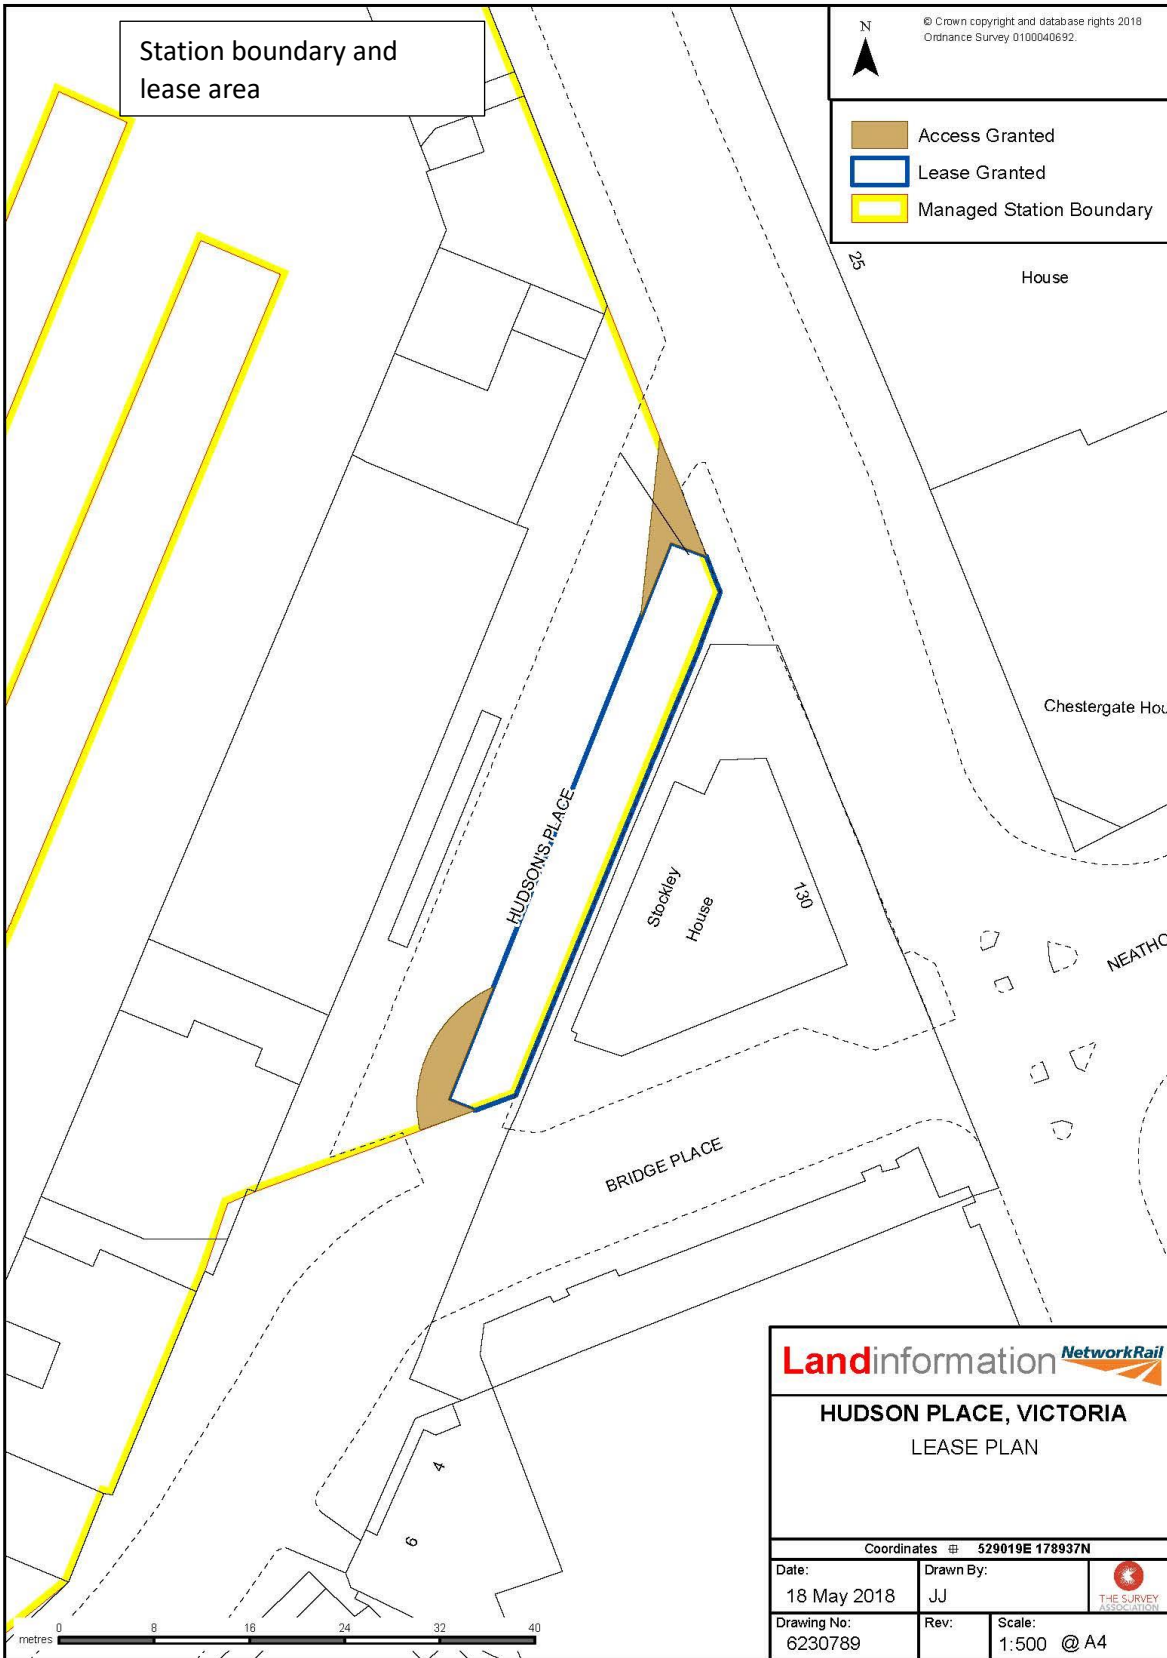 Station boundary and
lease area
N
© Crown copyright and database rights 2018
Ordnance Survey 0100040692.
Access Granted
Lease Granted
Managed Station Boundary
25
House
Chestergate Hou
HUDSON'S PLACE
Stockley
House
130
NEATHO
BRIDGE PLACE
4
6
metres 0 8 16 24 32 40
Landinformation NetworkRail
HUDSON PLACE, VICTORIA
LEASE PLAN
Coordinates 529019E 178937N
Date:
18 May 2018
Drawn By:
JJ
THE SURVEY
ASSOCIATION
Drawing No:
6230789
Rev:
Scale:
1:500 @ A4